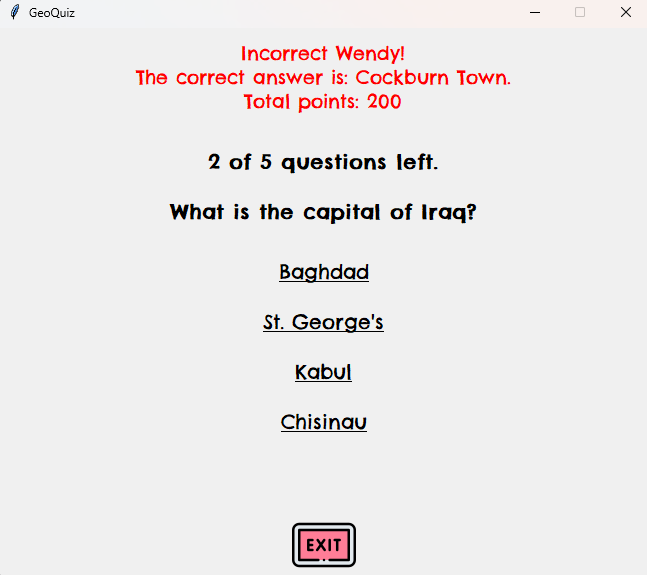 GeoQuiz
Incorrect Wendy!
The correct answer is: Cockburn Town.
Total points: 200
2 of 5 questions left.
What is the capital of Iraq?
Baghdad
St. George's
Kabul
Chisinau
EXIT